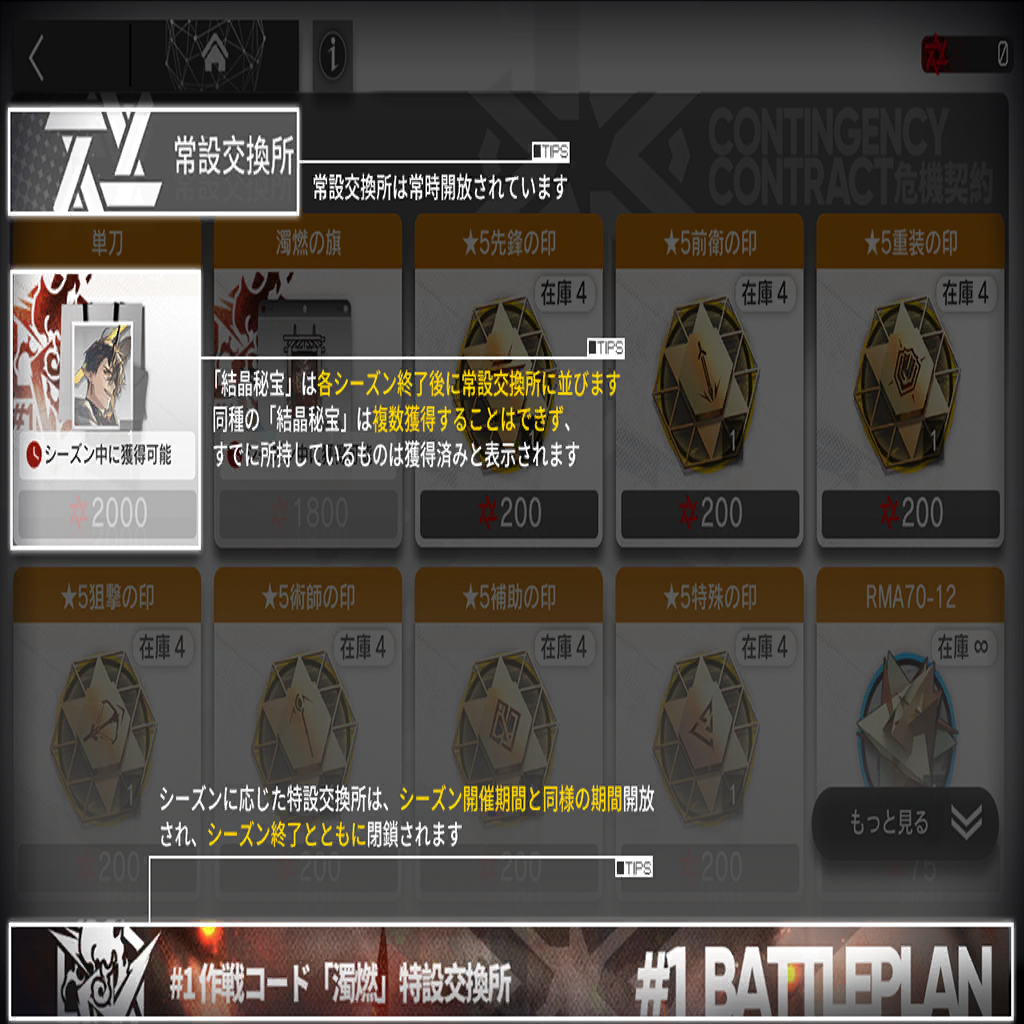 0
常設交換所
TIPS
常設交換所は常時開放されています
CONTINGENCY
CONTRACT危機契約
単刀
濁燃の旗
★5先鋒の印
★5前衛の印
★5重装の印
在庫 4
在庫 4
在庫 4
TIPS
「結晶秘宝」は各シーズン終了後に常設交換所に並びます
同種の「結晶秘宝」は複数獲得することはできず、
すでに所持しているものは獲得済みと表示されます
シーズン中に獲得可能
1
1
2000
1800
200
200
200
★5狙撃の印
★5術師の印
★5補助の印
★5特殊の印
RMA70-12
在庫 4
在庫 4
在庫 4
在庫 4
在庫 ∞
1
1
シーズンに応じた特設交換所は、シーズン開催期間と同様の期間開放
され、シーズン終了とともに閉鎖されます
もっと見る
200
200
200
200
75
TIPS
#1作戦コード「濁燃」特設交換所
#1 BATTLEPLAN